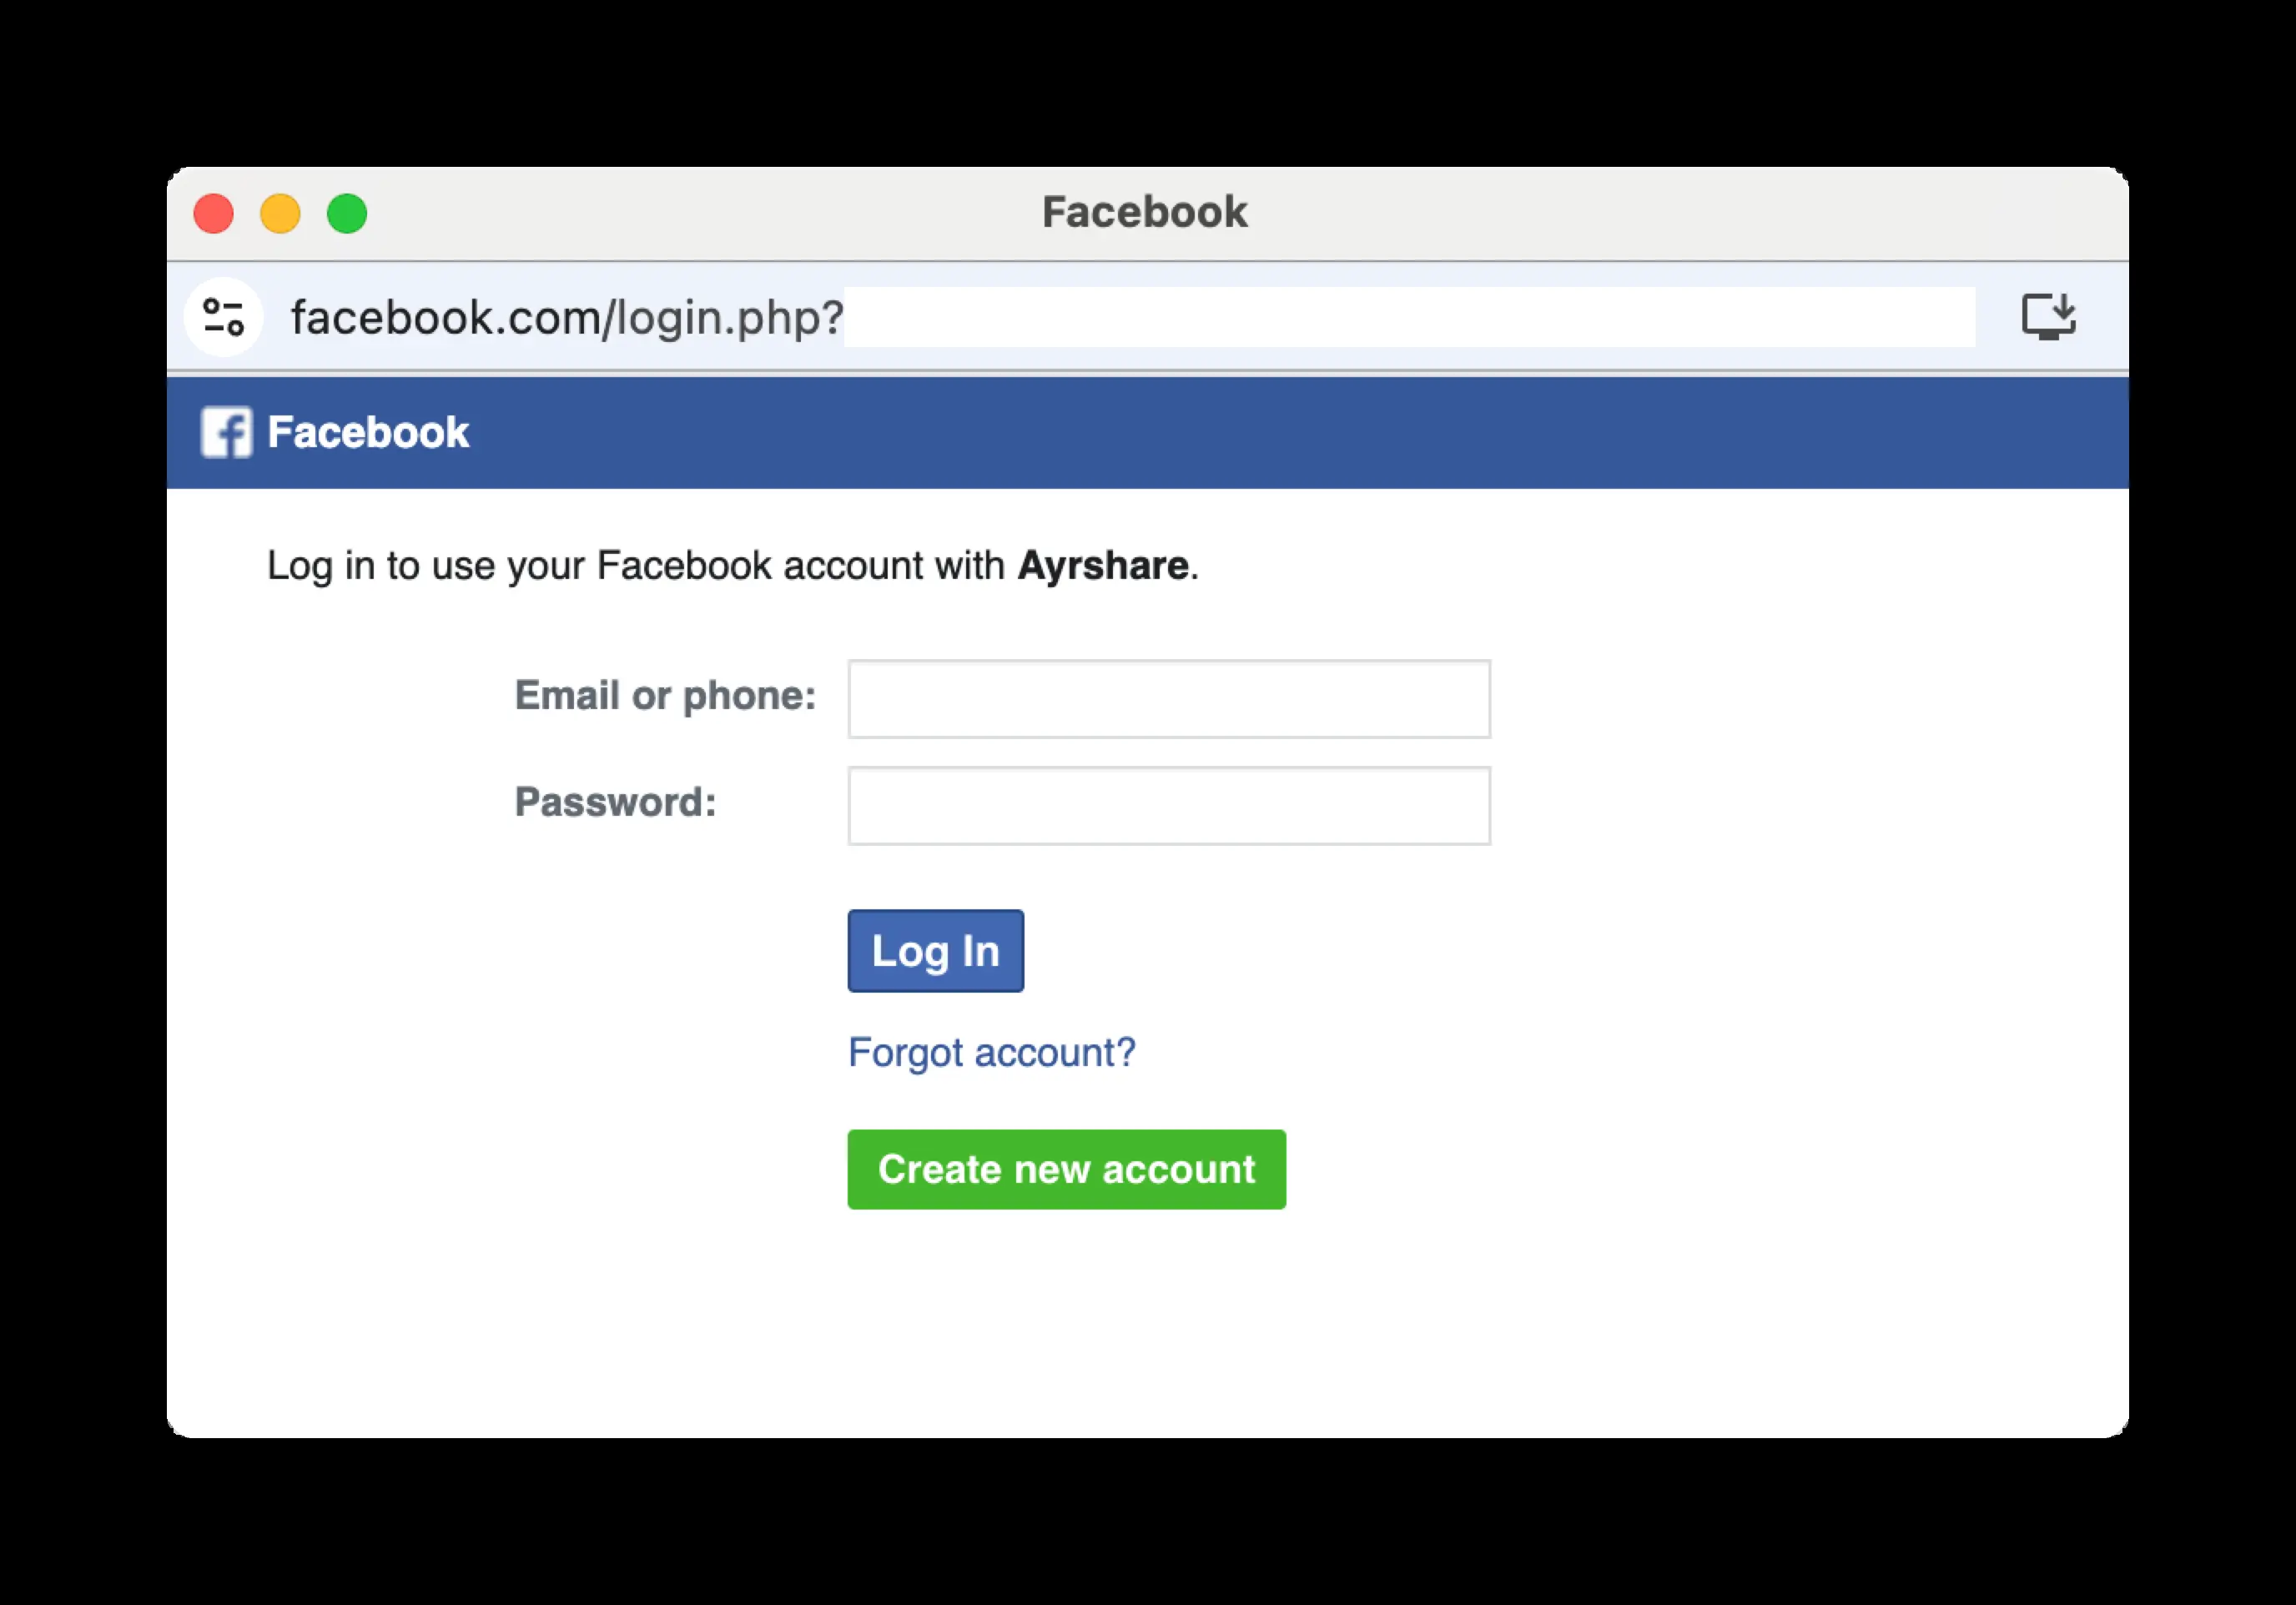 Facebook
facebook.com/login.php?
Facebook
Log in to use your Facebook account with Ayrshare.
Email or phone:
Password:
Log In
Forgot account?
Create new account